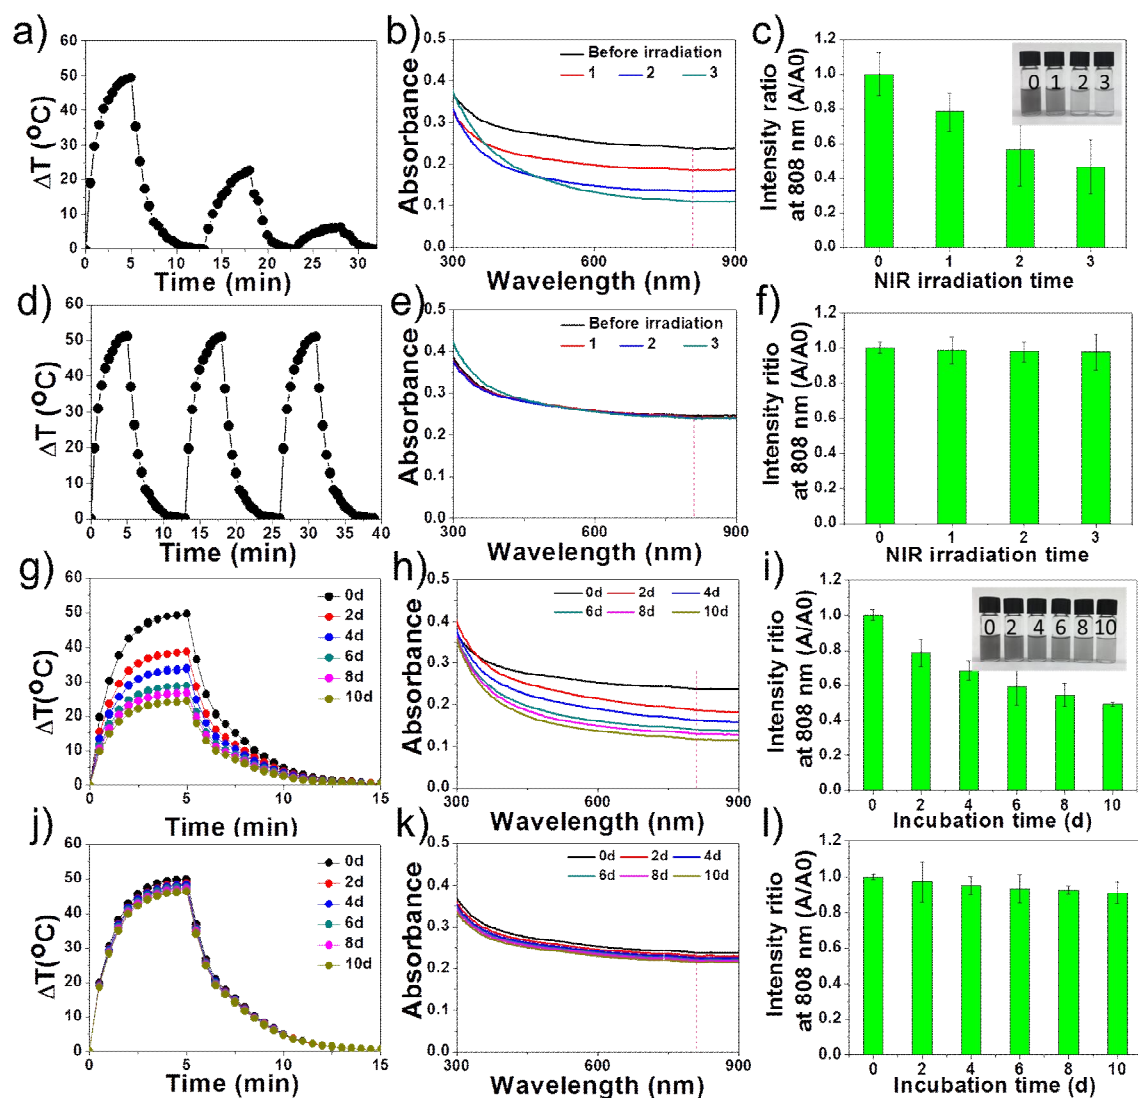 a)
60
50
40
30
20
10
0
ΔT (°C)
0 5 10 15 20 25 30
Time (min)
b)
0.5
0.4
0.3
0.2
0.1
0.0
Absorbance
Before irradiation
1 2 3
300 600 900
Wavelength (nm)
c)
1.2
1.0
0.8
0.6
0.4
0.2
0.0
Intensity ratio
at 808 nm (A/A0)
0 1 2 3
0 1 2 3
NIR irradiation time
d)
60
50
40
30
20
10
0
ΔT (°C)
0 5 10 15 20 25 30 35 40
Time (min)
e)
0.5
0.4
0.3
0.2
0.1
0.0
Absorbance
Before irradiation
1 2 3
300 600 900
Wavelength (nm)
f)
1.2
1.0
0.8
0.6
0.4
0.2
0.0
Intensity ritio
at 808 nm (A/A0)
0 1 2 3
NIR irradiation time
g)
60
50
40
30
20
10
0
ΔT(°C)
0d
2d
4d
6d
8d
10d
0 5 10 15
Time (min)
h)
0.5
0.4
0.3
0.2
0.1
0.0
Absorbance
0d 2d 4d
6d 8d 10d
300 600 900
Wavelength (nm)
i)
1.2
1.0
0.8
0.6
0.4
0.2
0.0
Intensity ritio
at 808 nm (A/A0)
0 2 4 6 8 10
0 2 4 6 8 10
Incubation time (d)
j)
60
50
40
30
20
10
0
ΔT(°C)
0d
2d
4d
6d
8d
10d
0 5 10 15
Time (min)
k)
0.5
0.4
0.3
0.2
0.1
0.0
Absorbance
0d 2d 4d
6d 8d 10d
300 600 900
Wavelength (nm)
l)
1.2
1.0
0.8
0.6
0.4
0.2
0.0
Intensity ritio
at 808 nm (A/A0)
0 2 4 6 8 10
Incubation time (d)